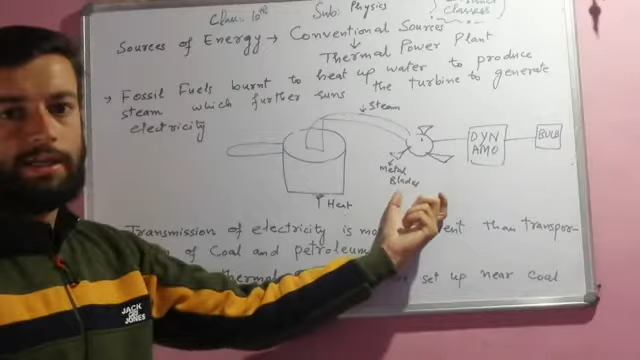 Class: 10th Sub: Physics
classes
Sources of Energy → Conventional Sources
Thermal Power Plant
→ Fossil Fuels burnt to heat up water to produce
steam which further runs the turbine to generate
electricity
Steam
DYN
AMO
BULB
Metal
Blades
Heat
Transmission of electricity is mo ent than transpor-
of Coal and petroleum
thermal set up near coal
JACK
JONES